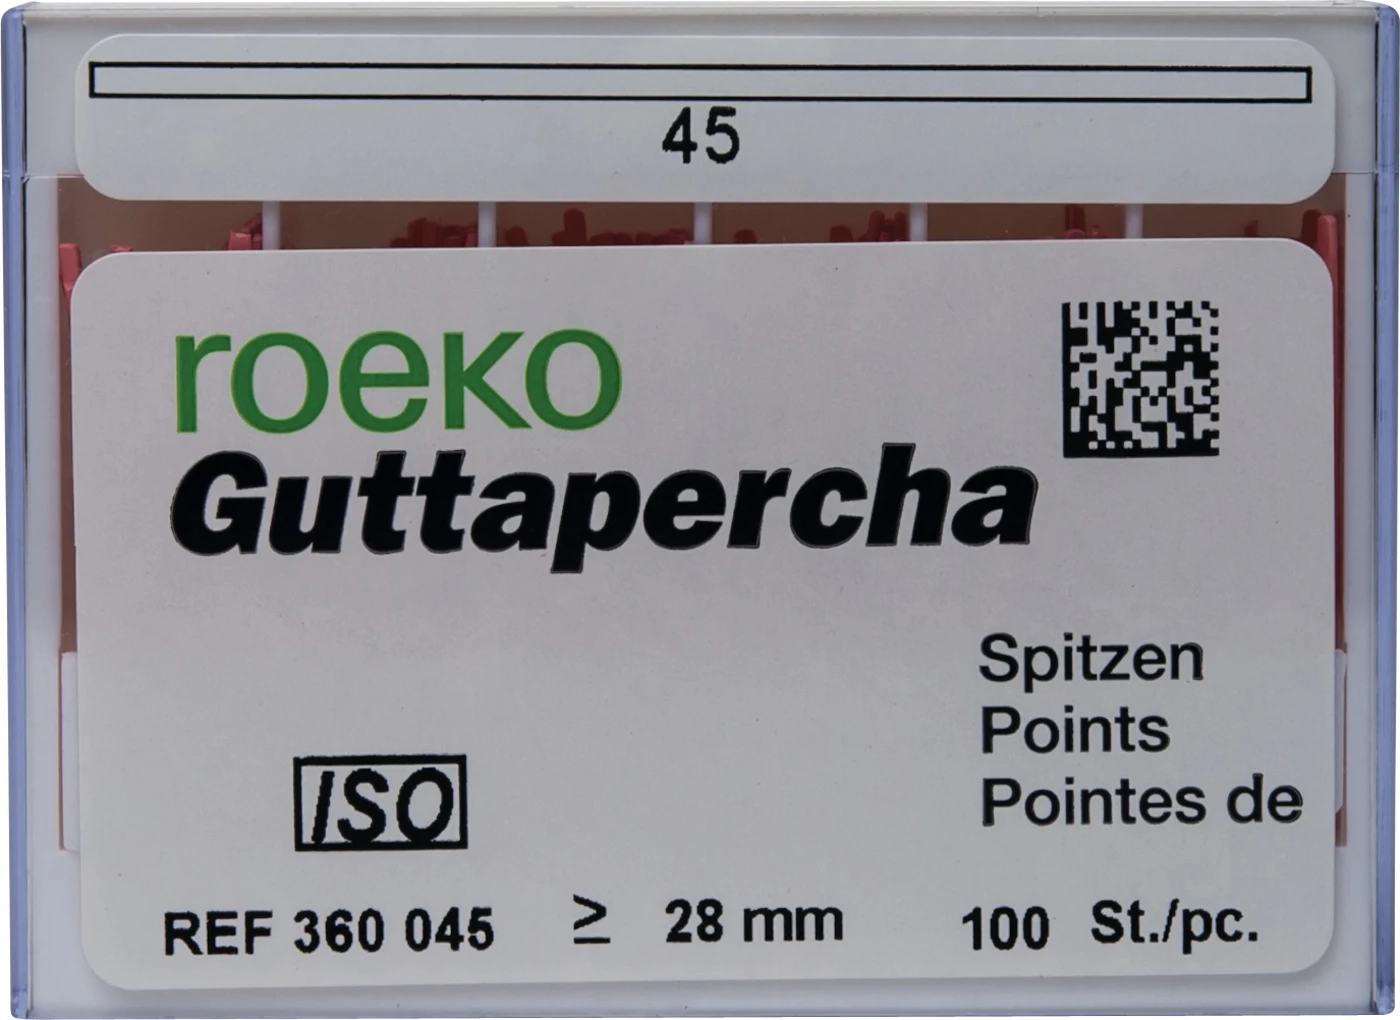 45
roeko
Guttapercha
Spitzen
Points
Pointes de
ISO
REF 360 045 ≥ 28 mm 100 St./pc.